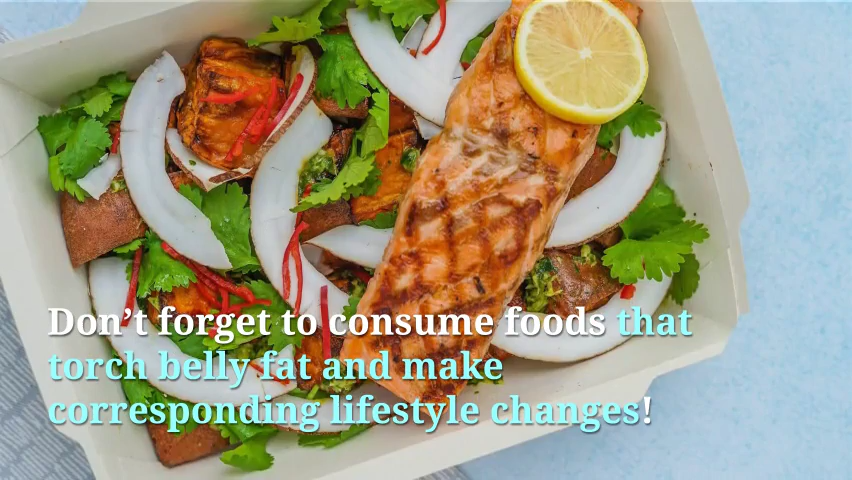 Don’t forget to consume foods that
torch belly fat and make
corresponding lifestyle changes!